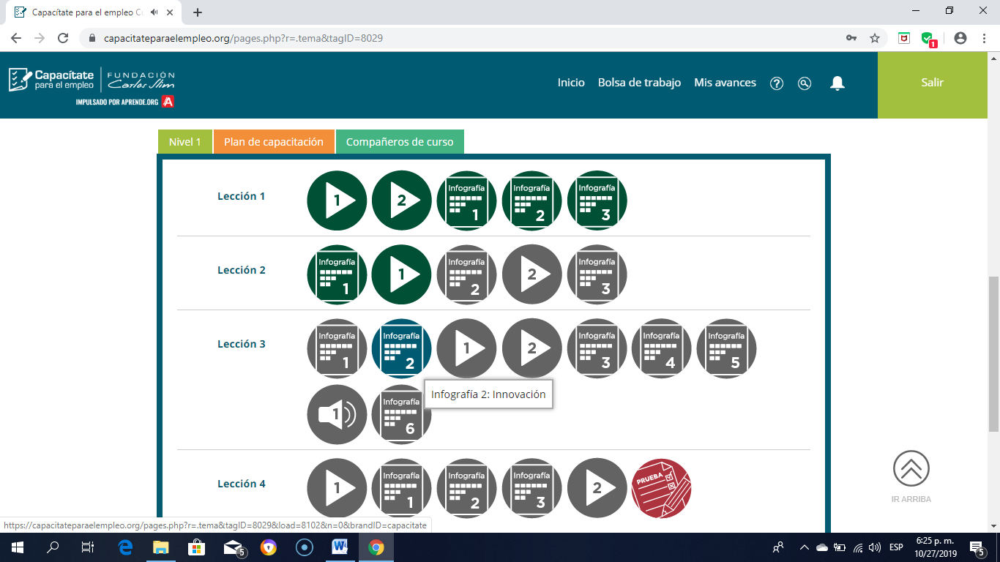 Capacítate para el empleo C
capacitateparaelempleo.org/pages.php?r=.tema&tagID=8029
1
Capacítate
para el empleo
FUNDACIÓN
Carlos Slim
IMPULSADO POR APRENDE.ORG A
Inicio Bolsa de trabajo Mis avances ?
Salir
Nivel 1 Plan de capacitación Compañeros de curso
Lección 1
1
2
Infografía 1
Infografía 2
Infografía 3
Lección 2
Infografía 1
1
Infografía 2
2
Infografía 3
Lección 3
Infografía 1
Infografía 2
1
2
Infografía 3
Infografía 4
Infografía 5
1
Infografía 6
Infografía 2: Innovación
Lección 4
1
Infografía 1
Infografía 2
Infografía 3
2
PRUEBA
IR ARRIBA
https://capacitateparaelempleo.org/pages.php?r=.tema&tagID=8029&load=8102&n=0&brandID=capacitate
5
ESP
6:25 p. m.
10/27/2019
5